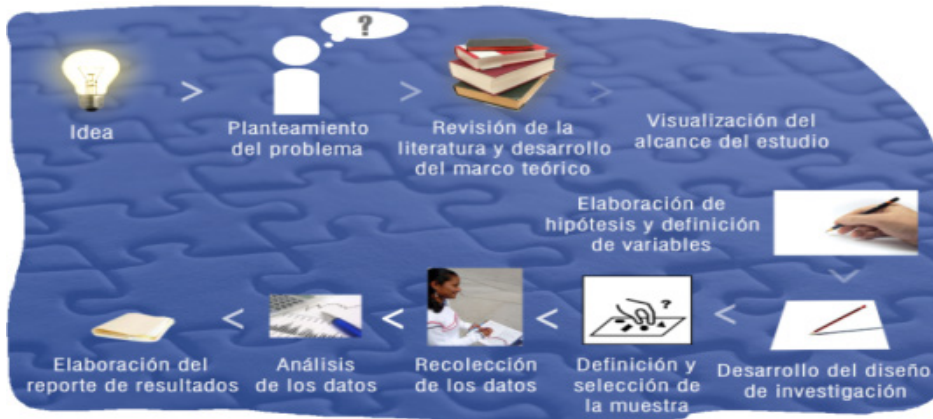 ?
Idea
Planteamiento
del problema
Revisión de la
literatura y desarrollo
del marco teórico
Visualización del
alcance del estudio
Elaboración de
hipótesis y definición
de variables
Elaboración del
reporte de resultados
Análisis
de los datos
Recolección
de los datos
?
Definición y
selección de
la muestra
Desarrollo del diseño
de investigación